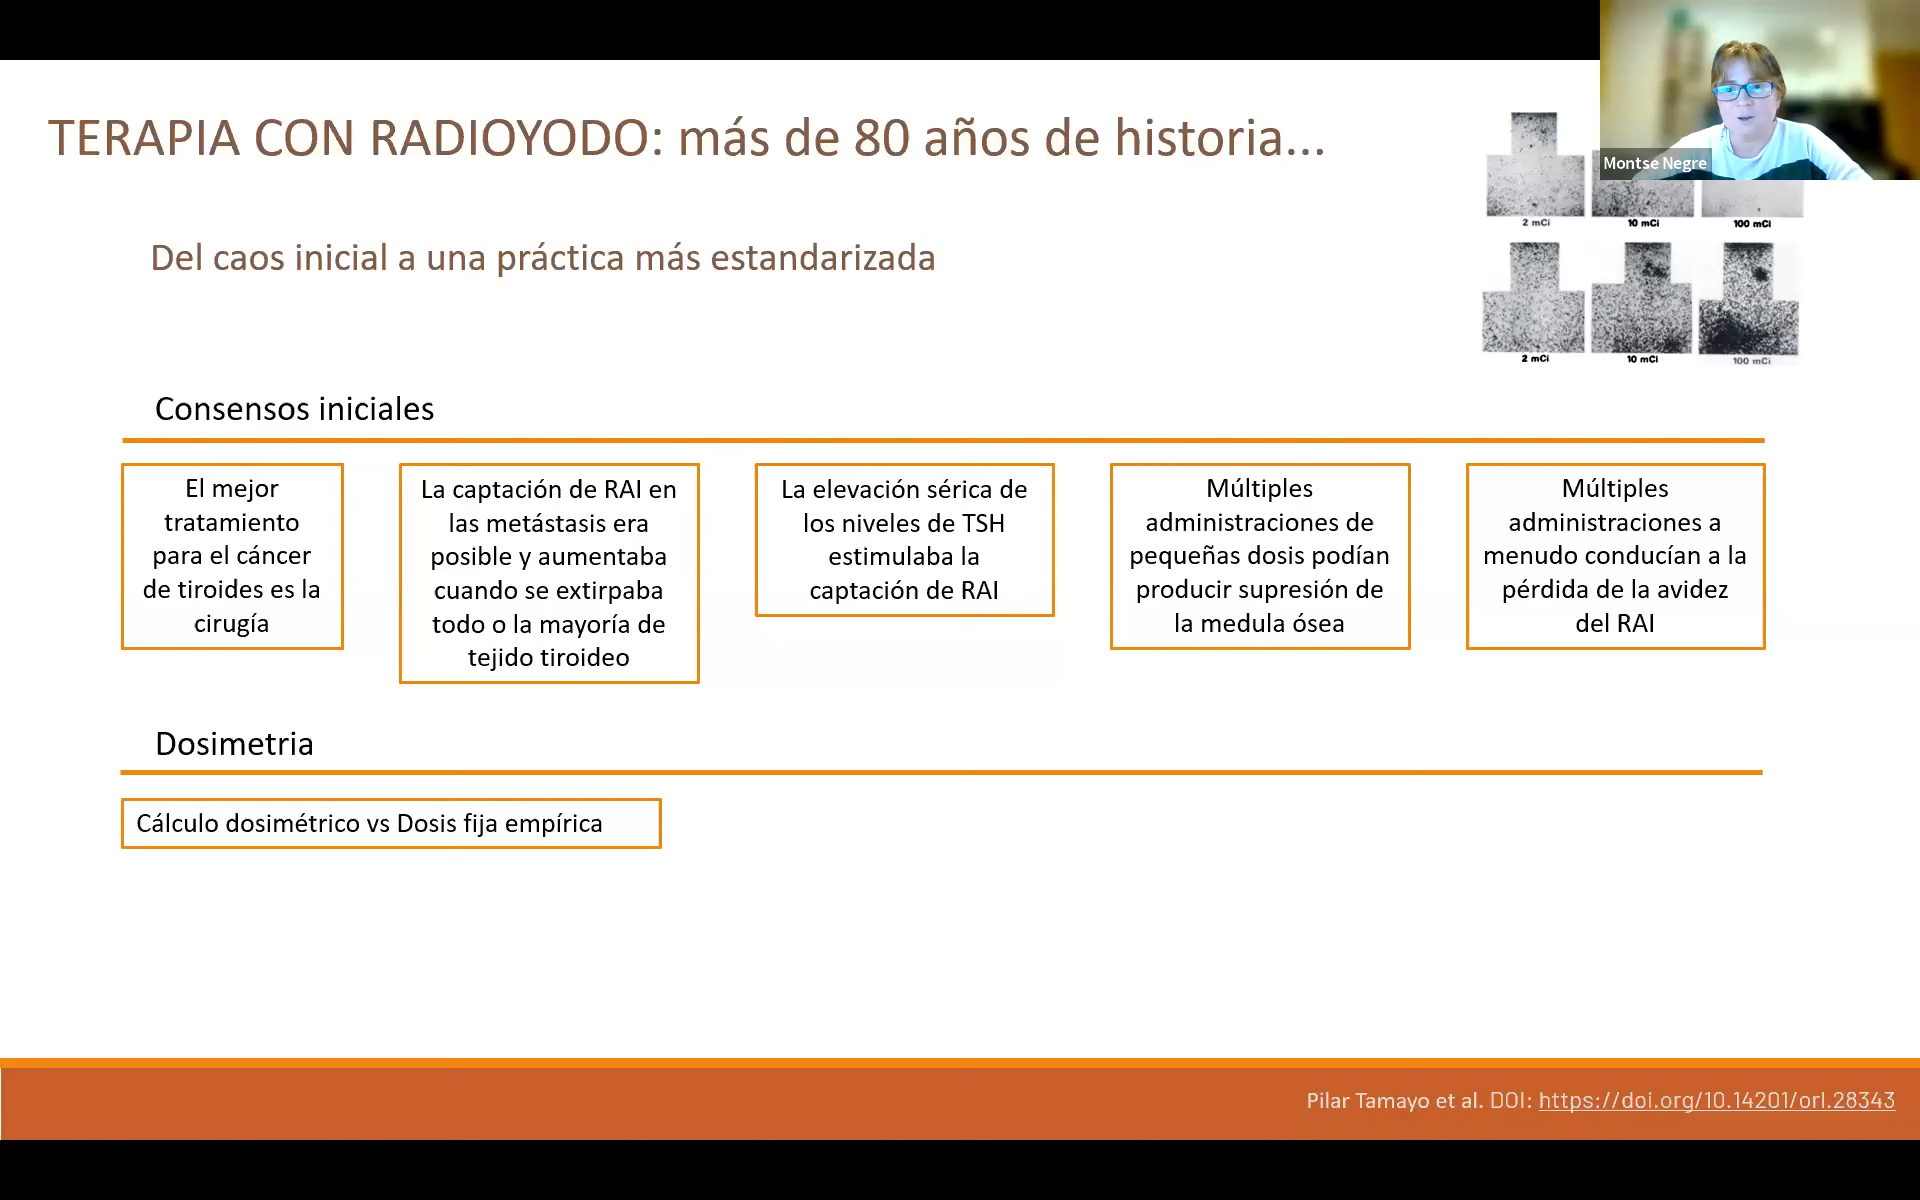 TERAPIA CON RADIOYODO: más de 80 años de historia...
Montse Negre
2 mCi
10 mCi
100 mCi
Del caos inicial a una práctica más estandarizada
2 mCi
10 mCi
100 mCi
Consensos iniciales
El mejor
tratamiento
para el cáncer
de tiroides es la
cirugía
La captación de RAI en
las metástasis era
posible y aumentaba
cuando se extirpaba
todo o la mayoría de
tejido tiroideo
La elevación sérica de
los niveles de TSH
estimulaba la
captación de RAI
Múltiples
administraciones de
pequeñas dosis podían
producir supresión de
la medula ósea
Múltiples
administraciones a
menudo conducían a la
pérdida de la avidez
del RAI
Dosimetria
Cálculo dosimétrico vs Dosis fija empírica
Pilar Tamayo et al. DOI: https://doi.org/10.14201/orl.28343